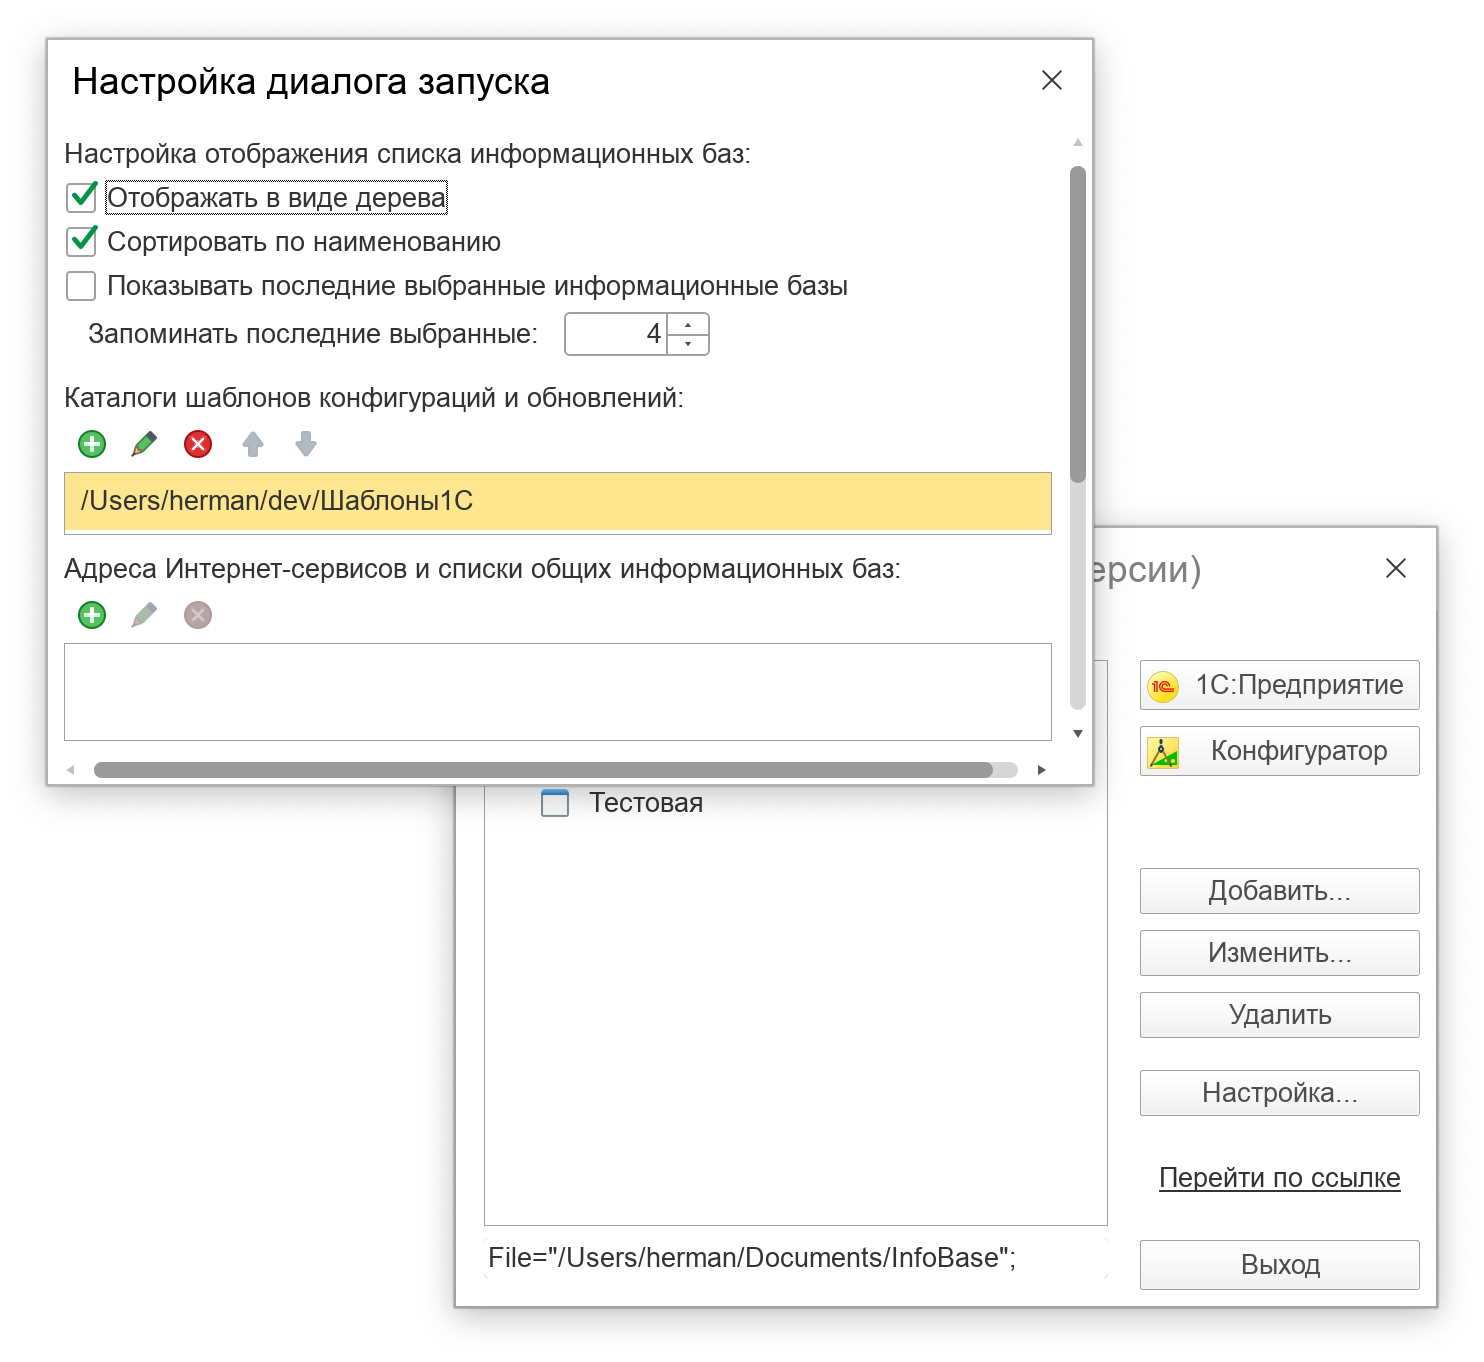 Настройка диалога запуска
Настройка отображения списка информационных баз:
Отображать в виде дерева
Сортировать по наименованию
Показывать последние выбранные информационные базы
Запоминать последние выбранные: 4
Каталоги шаблонов конфигураций и обновлений:
/Users/herman/dev/Шаблоны1С
Адреса Интернет-сервисов и списки общих информационных баз:
ерсии)
1С
1С:Предприятие
Конфигуратор
Тестовая
Добавить...
Изменить...
Удалить
Настройка...
Перейти по ссылке
File="/Users/herman/Documents/InfoBase";
Выход